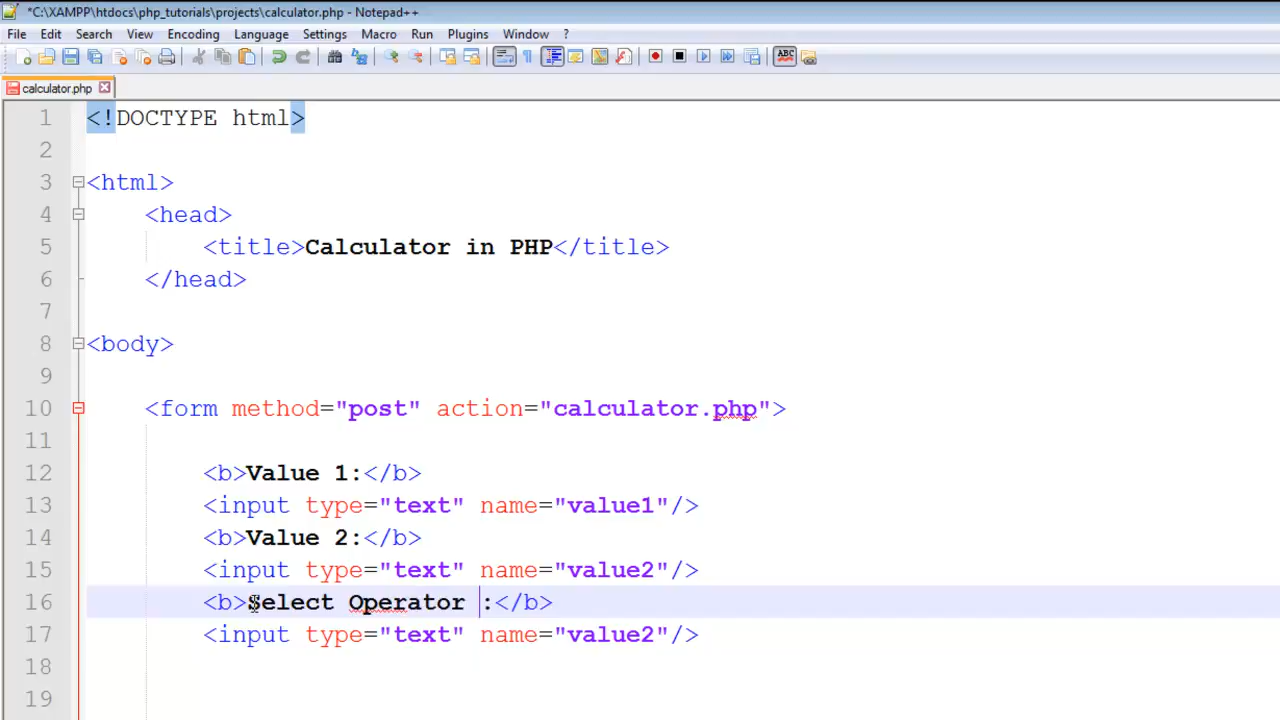 *C:\XAMPP\htdocs\php_tutorials\projects\calculator.php - Notepad++
File Edit Search View Encoding Language Settings Macro Run Plugins Window ?
ABC
calculator.php
1 <!DOCTYPE html>
2
3 <html>
4 <head>
5 <title>Calculator in PHP</title>
6 </head>
7
8 <body>
9
10 <form method="post" action="calculator.php">
11
12 <b>Value 1:</b>
13 <input type="text" name="value1"/>
14 <b>Value 2:</b>
15 <input type="text" name="value2"/>
16 <b>Select Operator :</b>
17 <input type="text" name="value2"/>
18
19